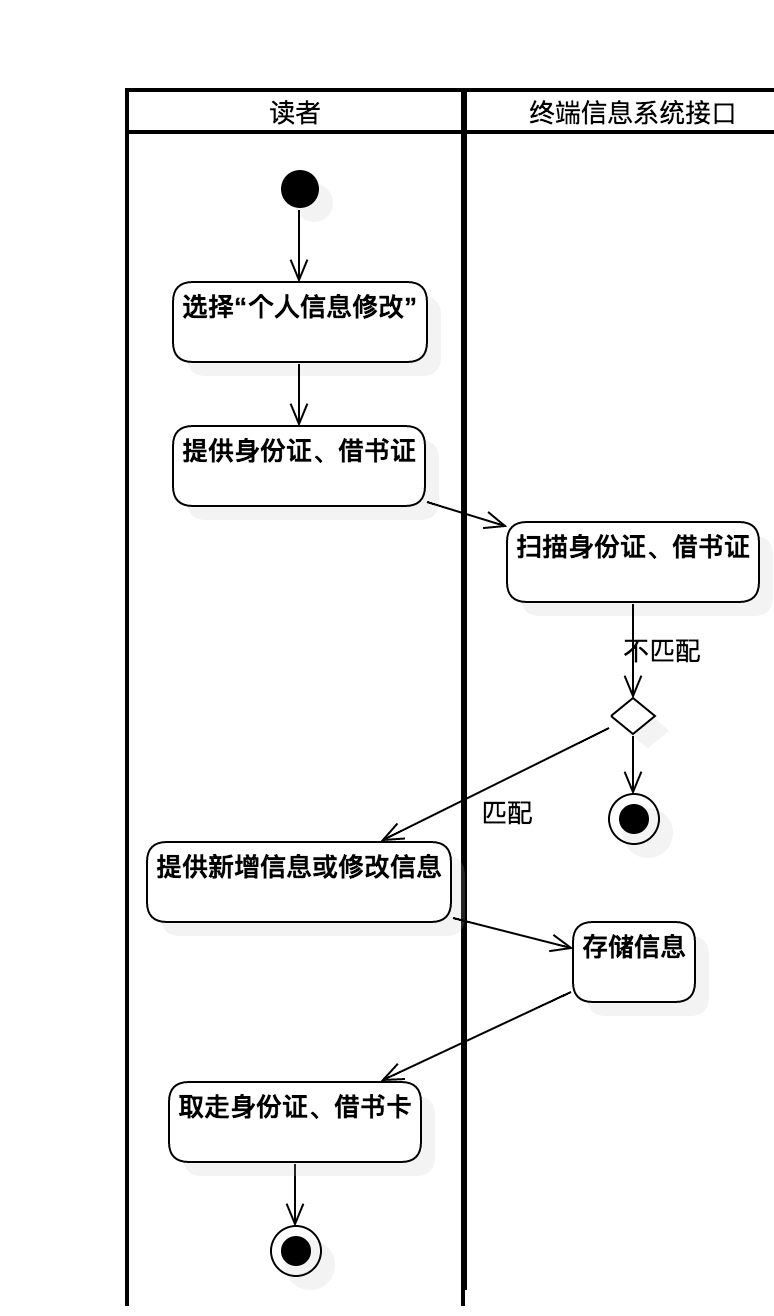 读者
终端信息系统接口
选择“个人信息修改”
提供身份证、借书证
扫描身份证、借书证
不匹配
匹配
提供新增信息或修改信息
存储信息
取走身份证、借书卡